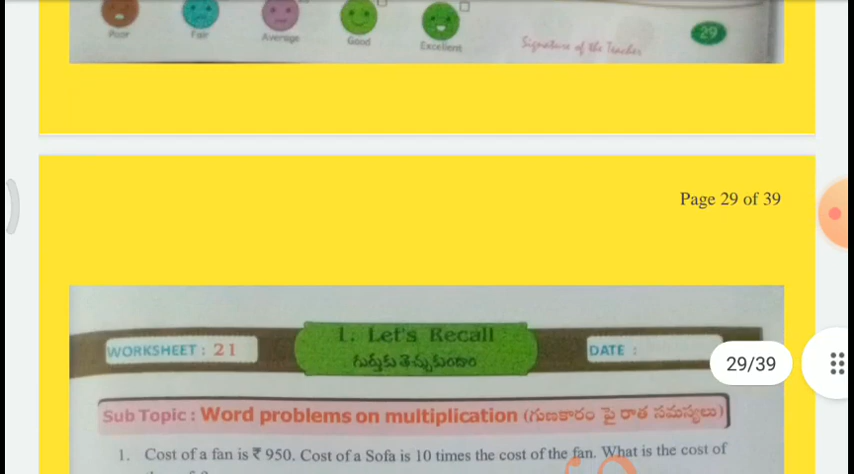 Poor Fair Average Good Excellent Signature of the Teacher 29
Page 29 of 39
1. Let's Recall
WORKSHEET : 21
గుర్తుకు తెచ్చుకుందాం
DATE :
29/39
Sub Topic : Word problems on multiplication (గుణకారం పై రాత సమస్యలు)
1. Cost of a fan is ₹ 950. Cost of a Sofa is 10 times the cost of the fan. What is the cost of